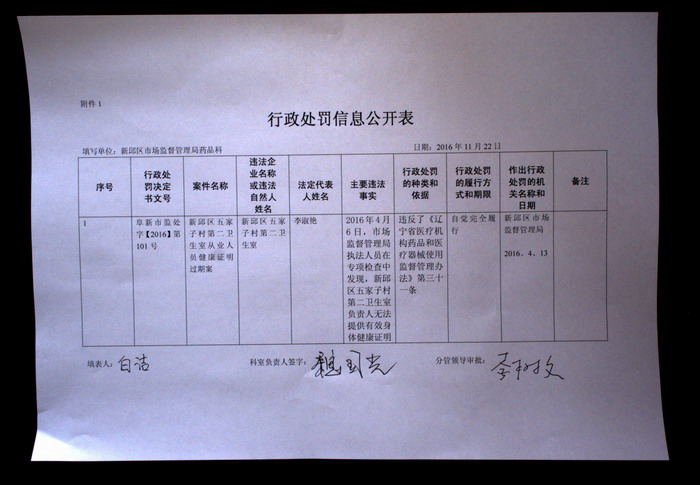 附件 1
行政处罚信息公开表
填写单位：新邱区市场监督管理局药品科 日期：2016 年 11 月 22 日
序号
行政处
罚决定
书文号
案件名称
违法企
业名称
或违法
自然人
姓名
法定代表
人姓名
主要违法
事实
行政处罚
的种类和
依据
行政处罚
的履行方
式和期限
作出行政
处罚的机
关名称和
日期
备注
1
阜新市监处
字【2016】第
101 号
新邱区五家
子村第二卫
生室从业人
员健康证明
过期案
新邱区五家
子村第二卫
生室
李淑艳
2016 年 4 月
6 日，市场
监督管理局
执法人员在
专项检查中
发现，新邱
区五家子村
第二卫生室
负责人无法
提供有效身
体健康证明
违反了《辽
宁省医疗机
构药品和医
疗器械使用
监督管理办
法》第三十
一条
自觉完全履
行
新邱区市场
监督管理局
2016．4．13
填表人：白洁 科室负责人签字：魏国光 分管领导审批：